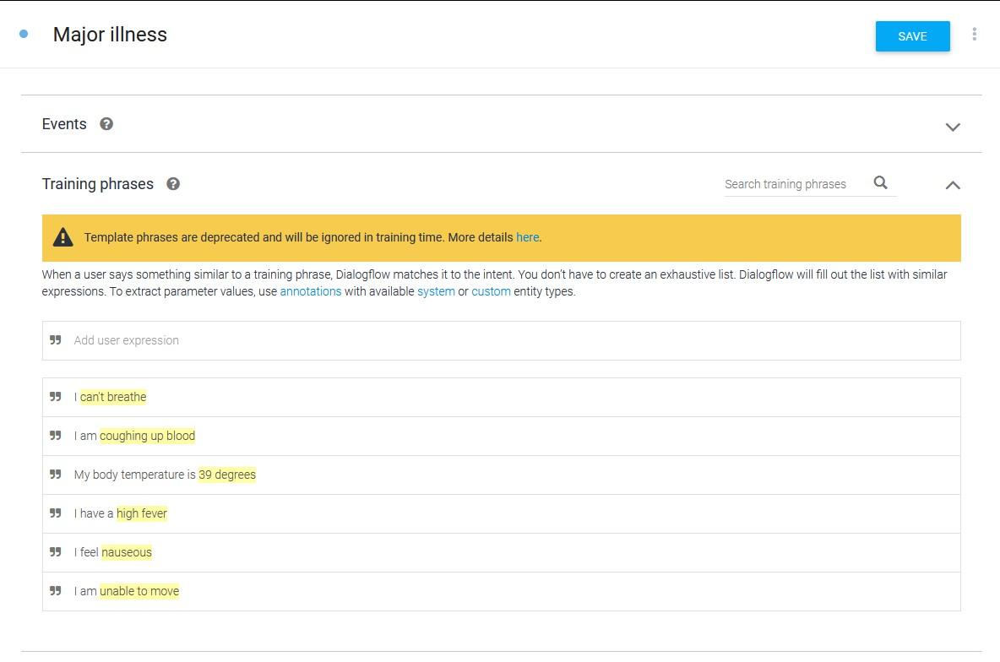 Major illness
SAVE
Events
Training phrases
Search training phrases
Template phrases are deprecated and will be ignored in training time. More details here.
When a user says something similar to a training phrase, Dialogflow matches it to the intent. You don’t have to create an exhaustive list. Dialogflow will fill out the list with similar
expressions. To extract parameter values, use annotations with available system or custom entity types.
Add user expression
I can't breathe
I am coughing up blood
My body temperature is 39 degrees
I have a high fever
I feel nauseous
I am unable to move